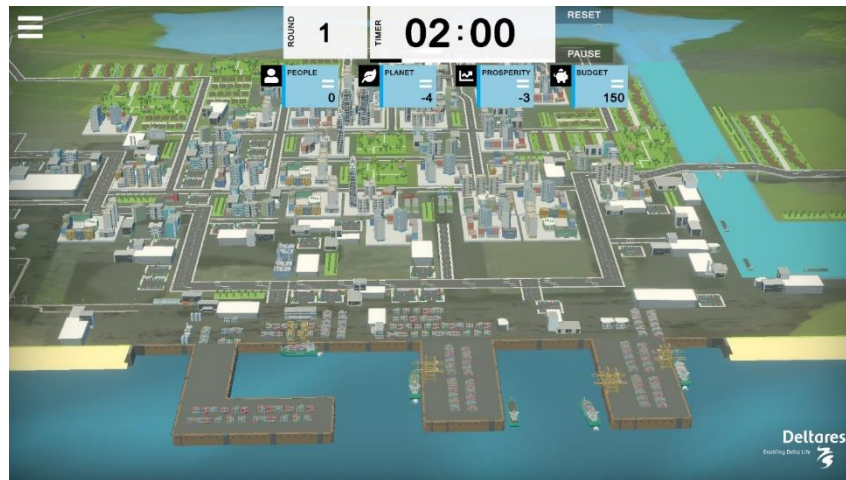 ROUND
1
TIMER
02:00
RESET
PAUSE
PEOPLE
0
PLANET
-4
PROSPERITY
-3
BUDGET
150
Deltares
Enabling Delta Life